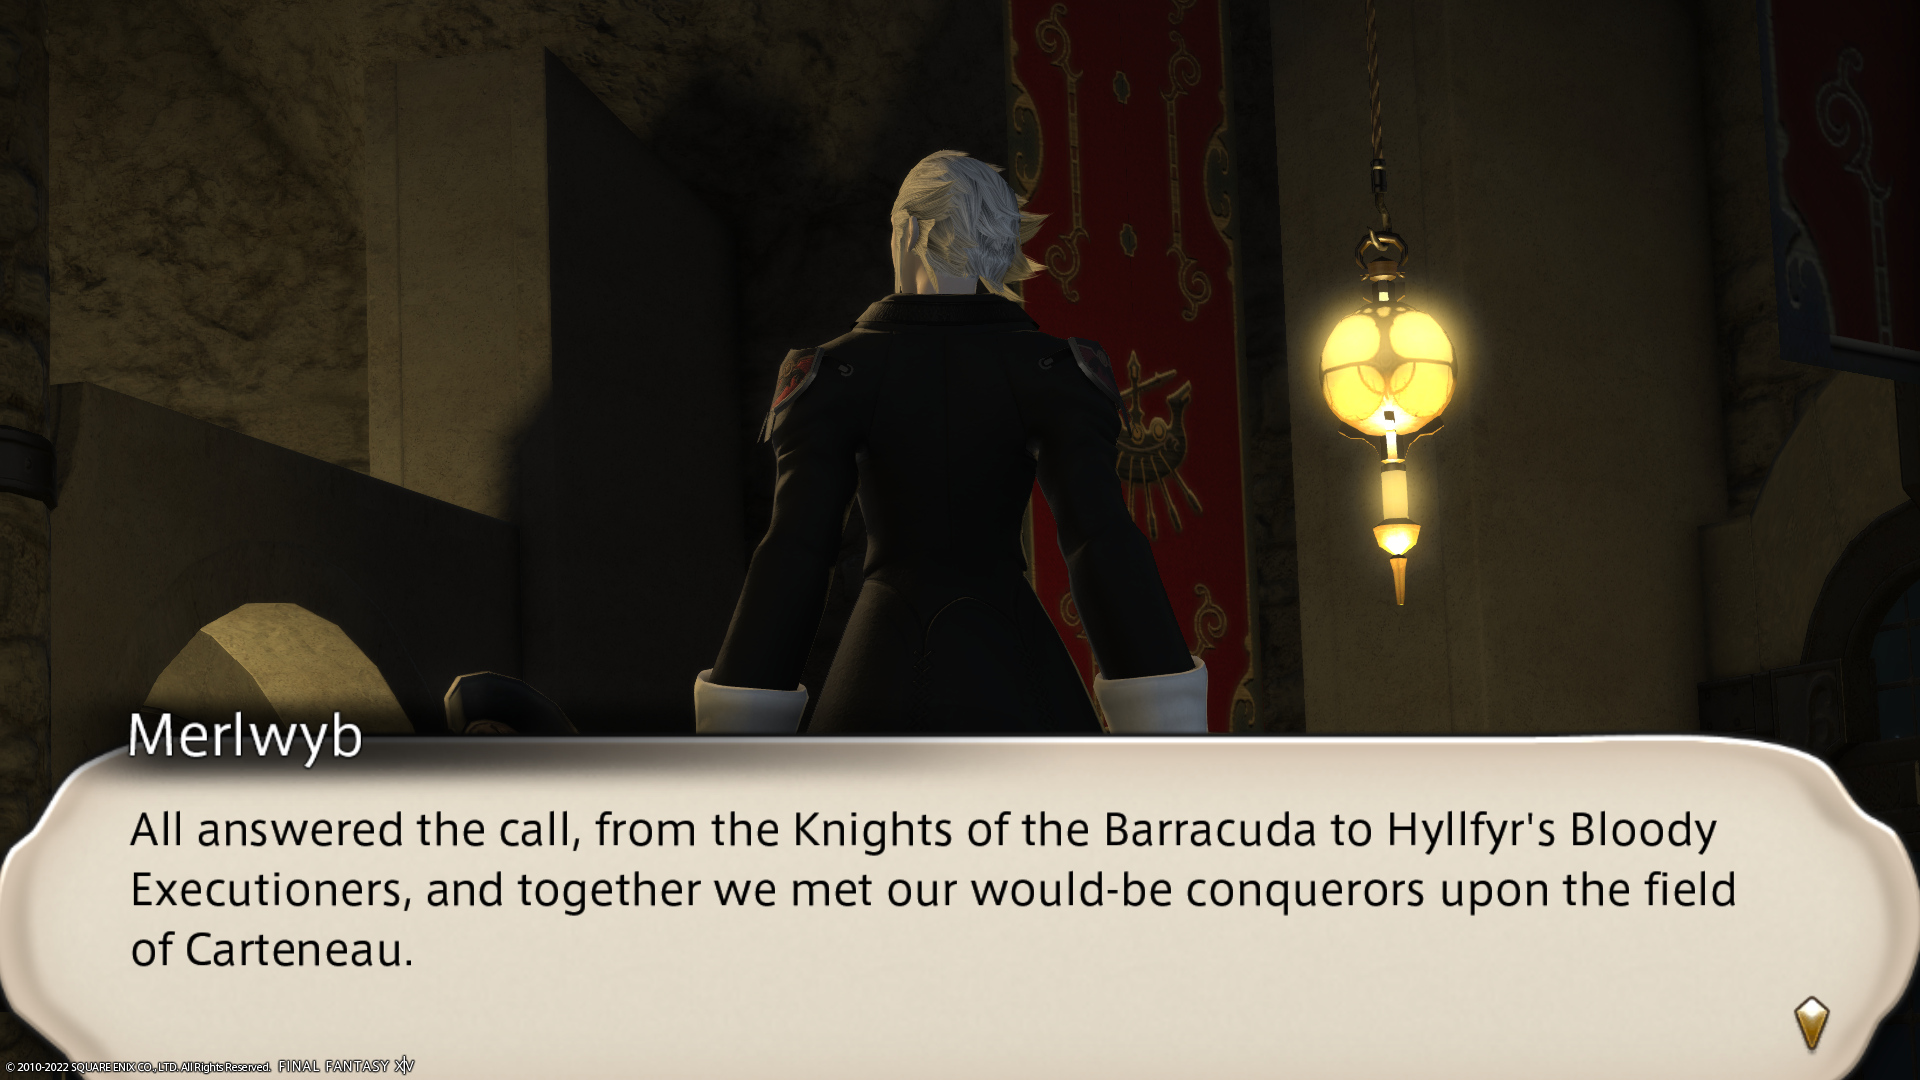 Merlwyb
All answered the call, from the Knights of the Barracuda to Hyllfyr's Bloody
Executioners, and together we met our would-be conquerors upon the field
of Carteneau.
© 2010-2022 SQUARE ENIX CO., LTD. All Rights Reserved. FINAL FANTASY XIV